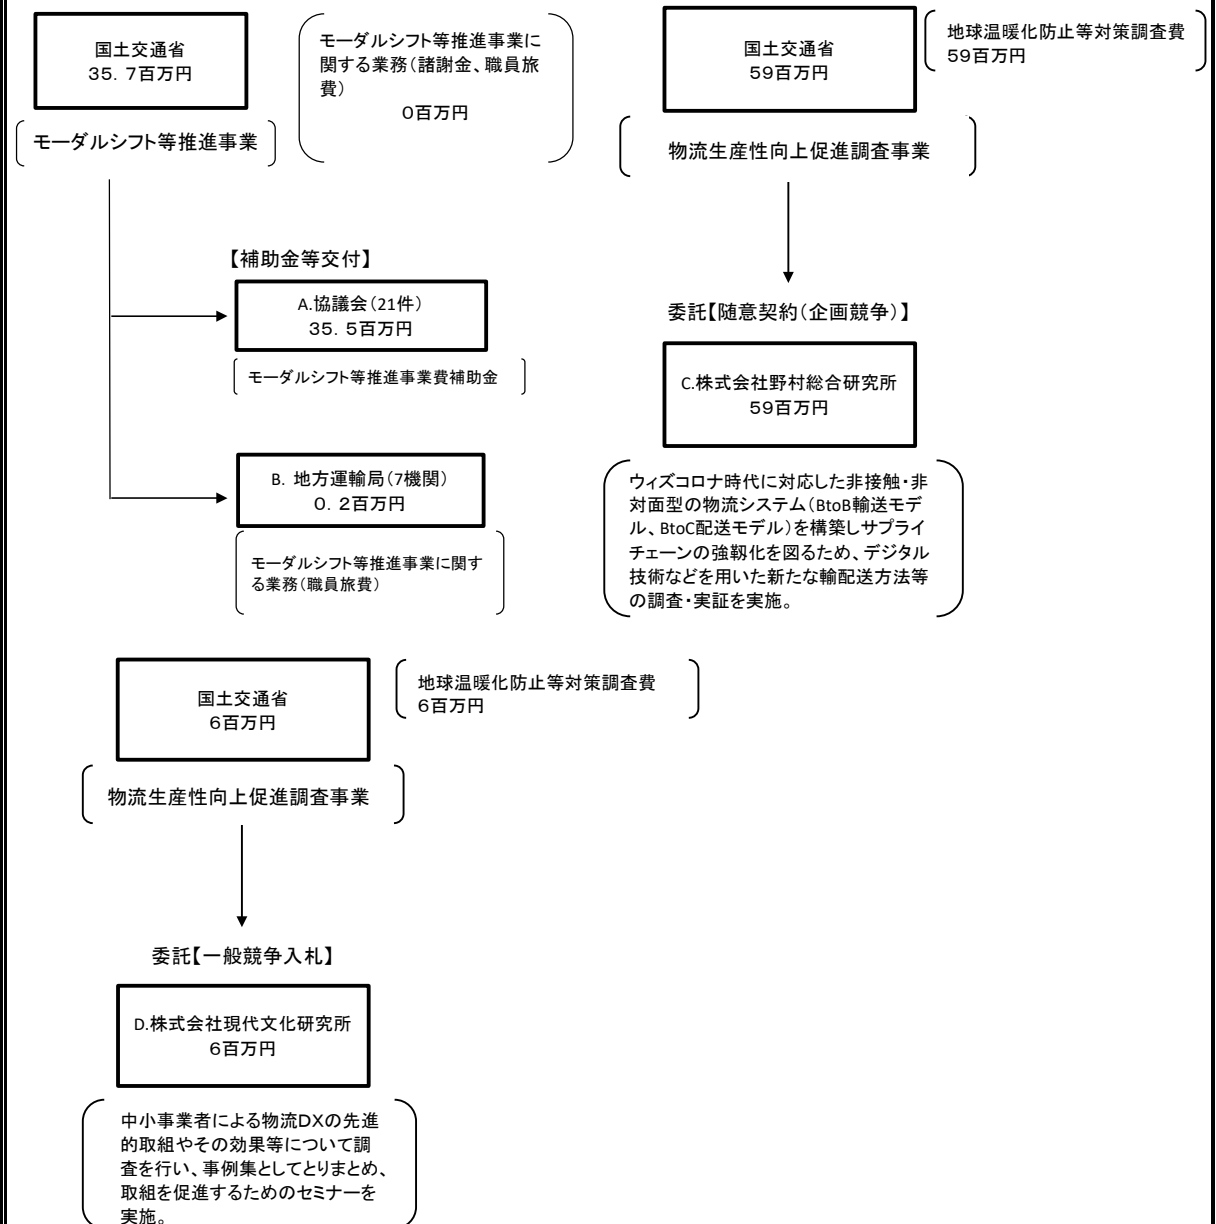 国土交通省
35．7百万円
モーダルシフト等推進事業に
関する業務（諸謝金、職員旅
費）
0百万円
モーダルシフト等推進事業
【補助金等交付】
A.協議会（21件）
35．5百万円
モーダルシフト等推進事業費補助金
B. 地方運輸局（7機関）
0．2百万円
モーダルシフト等推進事業に関す
る業務（職員旅費）
国土交通省
59百万円
地球温暖化防止等対策調査費
59百万円
物流生産性向上促進調査事業
委託【随意契約（企画競争）】
C.株式会社野村総合研究所
59百万円
ウィズコロナ時代に対応した非接触・非
対面型の物流システム（BtoB輸送モデ
ル、BtoC配送モデル）を構築しサプライ
チェーンの強靱化を図るため、デジタル
技術などを用いた新たな輸配送方法等
の調査・実証を実施。
国土交通省
6百万円
地球温暖化防止等対策調査費
6百万円
物流生産性向上促進調査事業
委託【一般競争入札】
D.株式会社現代文化研究所
6百万円
中小事業者による物流DXの先進
的取組やその効果等について調
査を行い、事例集としてとりまとめ、
取組を促進するためのセミナーを
実施。